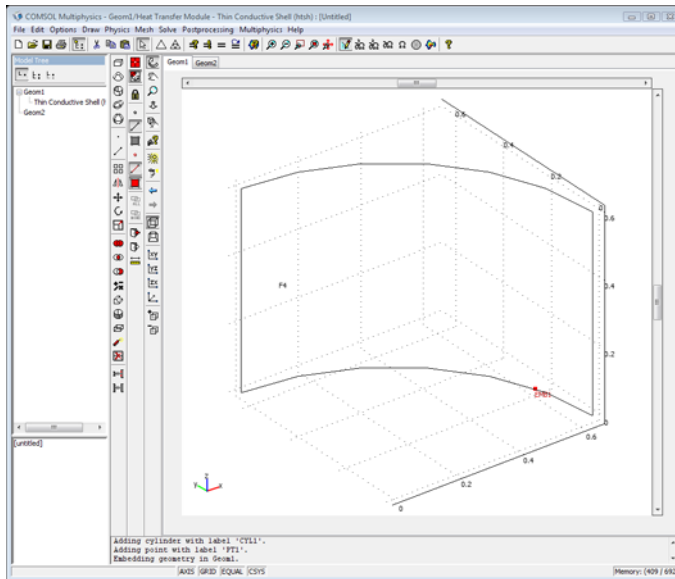 COMSOL Multiphysics - Geom1/Heat Transfer Module - Thin Conductive Shell (htsh) : [Untitled]
File Edit Options Draw Physics Mesh Solve Postprocessing Multiphysics Help
Model Tree
Geom1
Thin Conductive Shell (h
Geom2
Geom1 Geom2
0.6
0.4
0.2
0
0.6
F4
0.4
0.2
0
0.6
0.4
0.2
0
z
y x
[untitled]
Adding cylinder with label 'CYL1'.
Adding point with label 'PT1'.
Embedding geometry in Geom1.
AXIS GRID EQUAL CSYS
Memory: (409 / 692